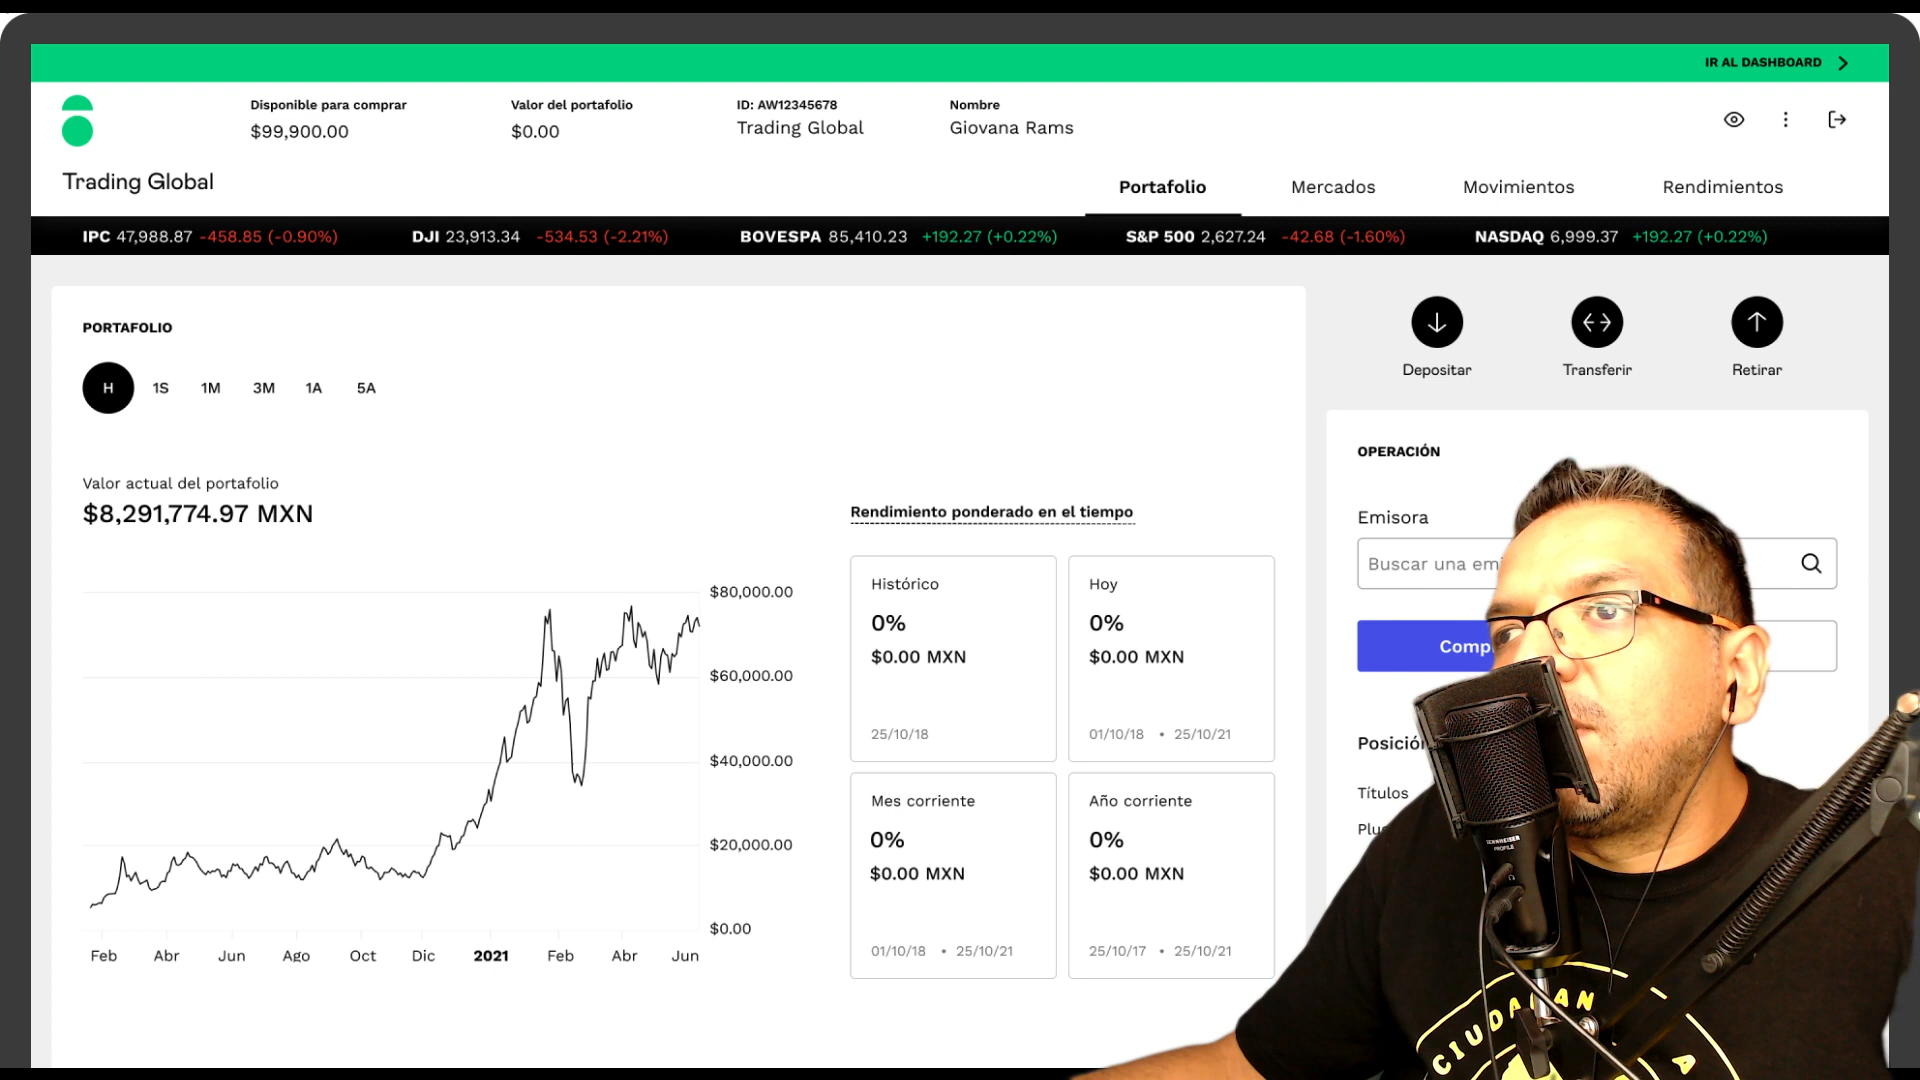 IR AL DASHBOARD
Disponible para comprar
$99,900.00
Valor del portafolio
$0.00
ID: AW12345678
Trading Global
Nombre
Giovana Rams
Trading Global
Portafolio
Mercados
Movimientos
Rendimientos
IPC 47,988.87 -458.85 (-0.90%)
DJI 23,913.34 -534.53 (-2.21%)
BOVESPA 85,410.23 +192.27 (+0.22%)
S&P 500 2,627.24 -42.68 (-1.60%)
NASDAQ 6,999.37 +192.27 (+0.22%)
PORTAFOLIO
H 1S 1M 3M 1A 5A
Valor actual del portafolio
$8,291,774.97 MXN
$80,000.00
$60,000.00
$40,000.00
$20,000.00
$0.00
Feb Abr Jun Ago Oct Dic 2021 Feb Abr Jun
Rendimiento ponderado en el tiempo
Histórico
0%
$0.00 MXN
25/10/18
Hoy
0%
$0.00 MXN
01/10/18 • 25/10/21
Mes corriente
0%
$0.00 MXN
01/10/18 • 25/10/21
Año corriente
0%
$0.00 MXN
25/10/17 • 25/10/21
Depositar
Transferir
Retirar
OPERACIÓN
Emisora
Buscar una emi
Comp
Posición
Títulos
Plus
SENNHEISER
PROFILE
CIUDADAN
A